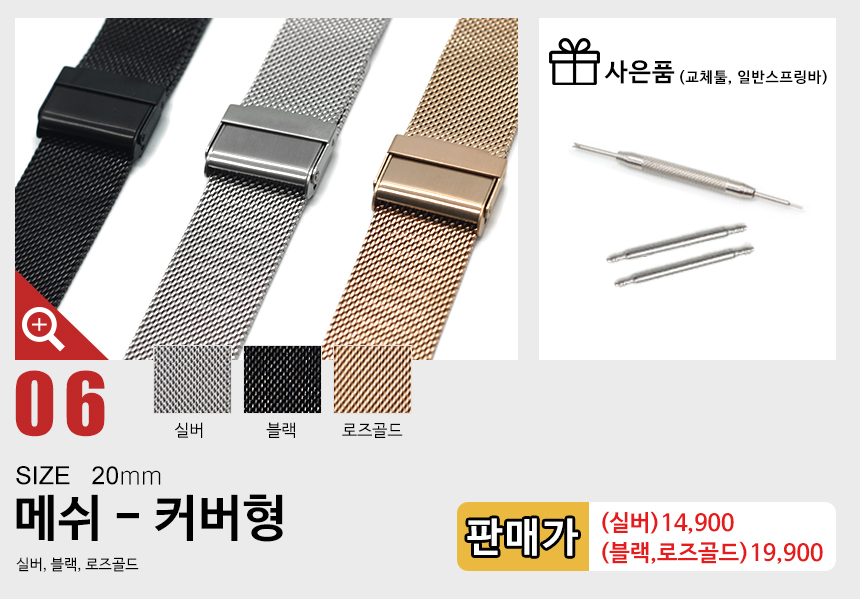 사은품 (교체툴, 일반스프링바)
06
실버
블랙
로즈골드
SIZE 20mm
메쉬 - 커버형
실버, 블랙, 로즈골드
판매가
(실버)14,900
(블랙,로즈골드)19,900